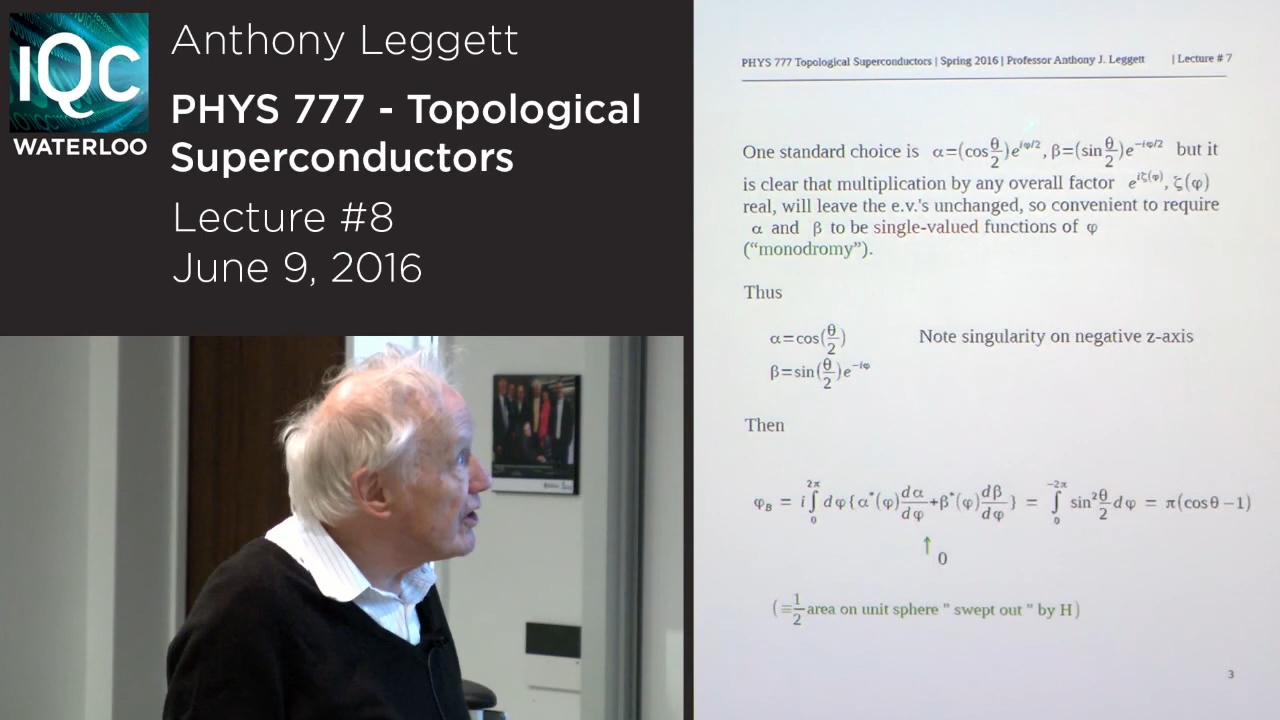 IQC
WATERLOO
Anthony Leggett
PHYS 777 - Topological
Superconductors
Lecture #8
June 9, 2016
PHYS 777 Topological Superconductors | Spring 2016 | Professor Anthony J. Leggett | Lecture # 7
One standard choice is α=(cos θ/2)e^{iφ/2}, β=(sin θ/2)e^{−iφ/2} but it
is clear that multiplication by any overall factor e^{iζ(φ)}, ζ(φ)
real, will leave the e.v.'s unchanged, so convenient to require
α and β to be single-valued functions of φ
(“monodromy”).
Thus
α=cos(θ/2) Note singularity on negative z-axis
β=sin(θ/2)e^{−iφ}
Then
φ_B = i∫_0^{2π} dφ{α*(φ) dα/dφ + β*(φ) dβ/dφ} = ∫_0^{−2π} sin² θ/2 dφ = π(cosθ−1)
↑
0
(≡1/2 area on unit sphere " swept out " by H)
3